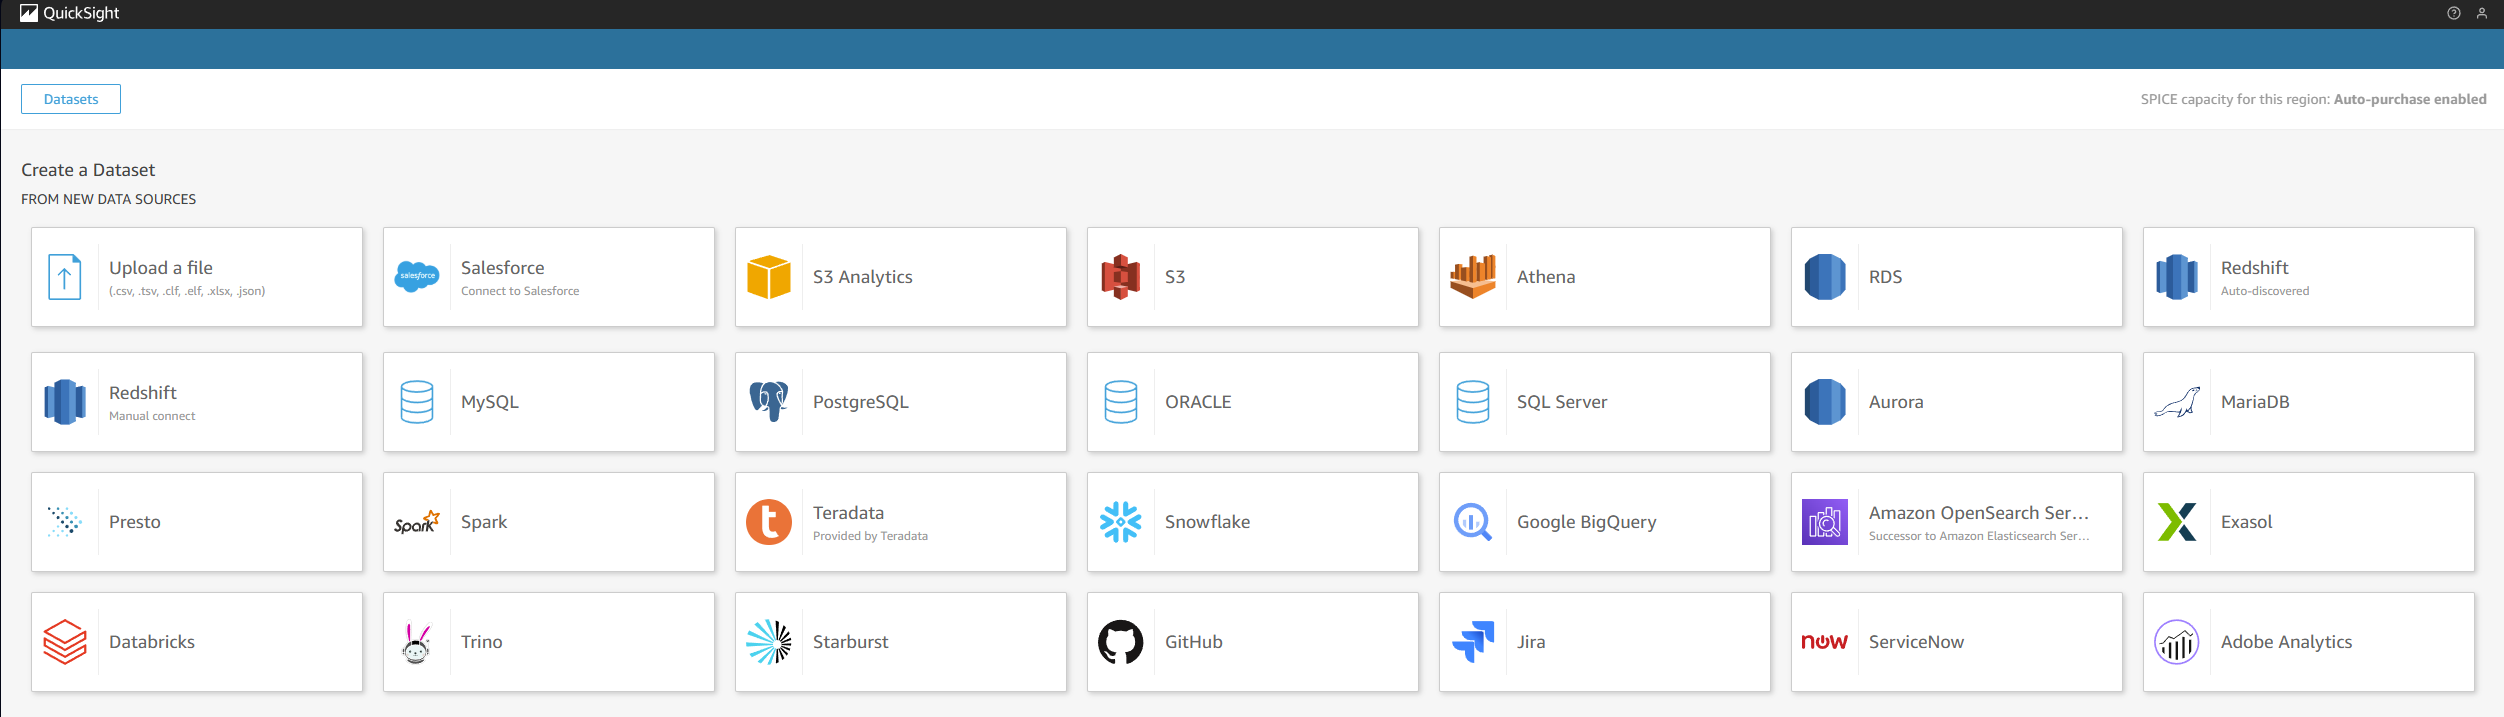 QuickSight
Datasets
SPICE capacity for this region: Auto-purchase enabled
Create a Dataset
FROM NEW DATA SOURCES
Upload a file
(.csv, .tsv, .clf, .elf, .xlsx, .json)
salesforce
Salesforce
Connect to Salesforce
S3 Analytics
S3
Athena
RDS
Redshift
Auto-discovered
Redshift
Manual connect
MySQL
PostgreSQL
ORACLE
SQL Server
Aurora
MariaDB
Presto
Spark
Spark
t
Teradata
Provided by Teradata
Snowflake
Google BigQuery
Amazon OpenSearch Ser...
Successor to Amazon Elasticsearch Ser...
Exasol
Databricks
Trino
Starburst
GitHub
Jira
now
ServiceNow
Adobe Analytics